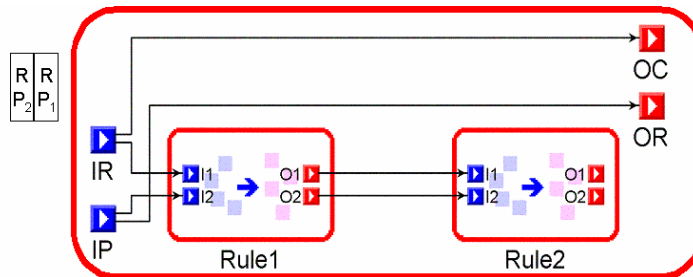 OC
R R
P₂ P₁
OR
IR
I1 O1 I1 O1
I2 O2 I2 O2
IP
Rule1 Rule2